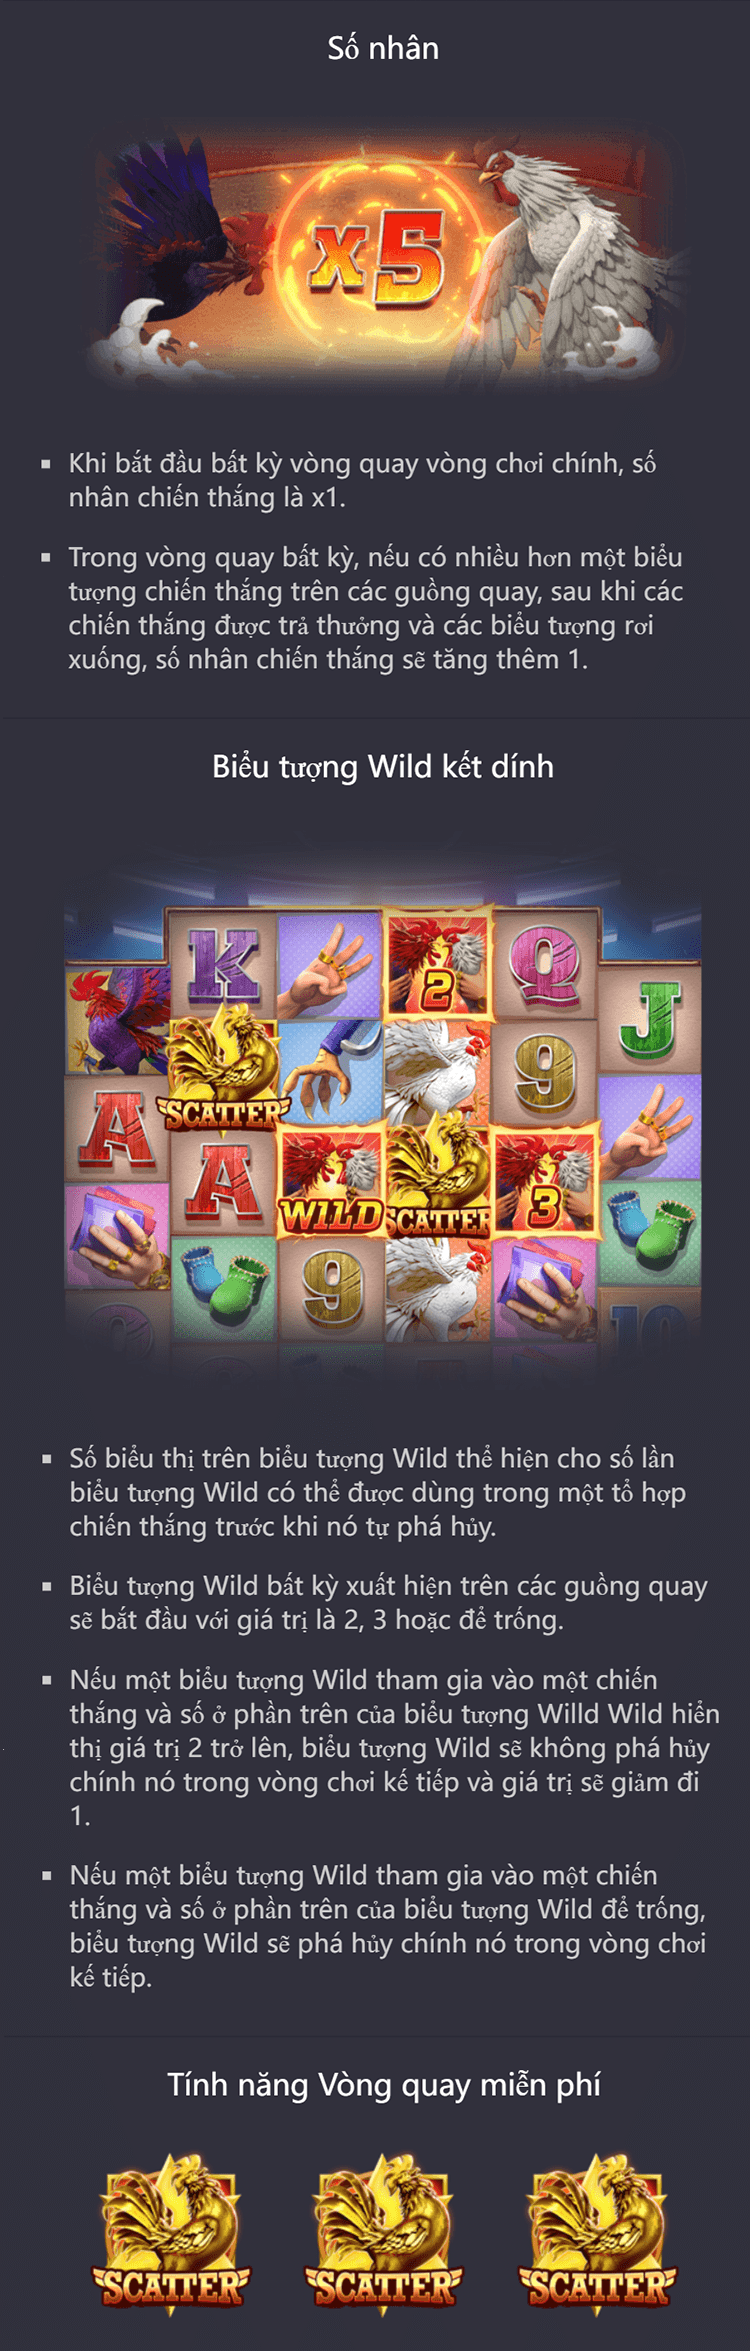 Số nhân
x5
Khi bắt đầu bất kỳ vòng quay vòng chơi chính, số
nhân chiến thắng là x1.
Trong vòng quay bất kỳ, nếu có nhiều hơn một biểu
tượng chiến thắng trên các guồng quay, sau khi các
chiến thắng được trả thưởng và các biểu tượng rơi
xuống, số nhân chiến thắng sẽ tăng thêm 1.
Biểu tượng Wild kết dính
K
2
Q
J
SCATTER
9
A
A
WILD
SCATTER
3
9
10
Số biểu thị trên biểu tượng Wild thể hiện cho số lần
biểu tượng Wild có thể được dùng trong một tổ hợp
chiến thắng trước khi nó tự phá hủy.
Biểu tượng Wild bất kỳ xuất hiện trên các guồng quay
sẽ bắt đầu với giá trị là 2, 3 hoặc để trống.
Nếu một biểu tượng Wild tham gia vào một chiến
thắng và số ở phần trên của biểu tượng Willd Wild hiển
thị giá trị 2 trở lên, biểu tượng Wild sẽ không phá hủy
chính nó trong vòng chơi kế tiếp và giá trị sẽ giảm đi
1.
Nếu một biểu tượng Wild tham gia vào một chiến
thắng và số ở phần trên của biểu tượng Wild để trống,
biểu tượng Wild sẽ phá hủy chính nó trong vòng chơi
kế tiếp.
Tính năng Vòng quay miễn phí
SCATTER SCATTER SCATTER